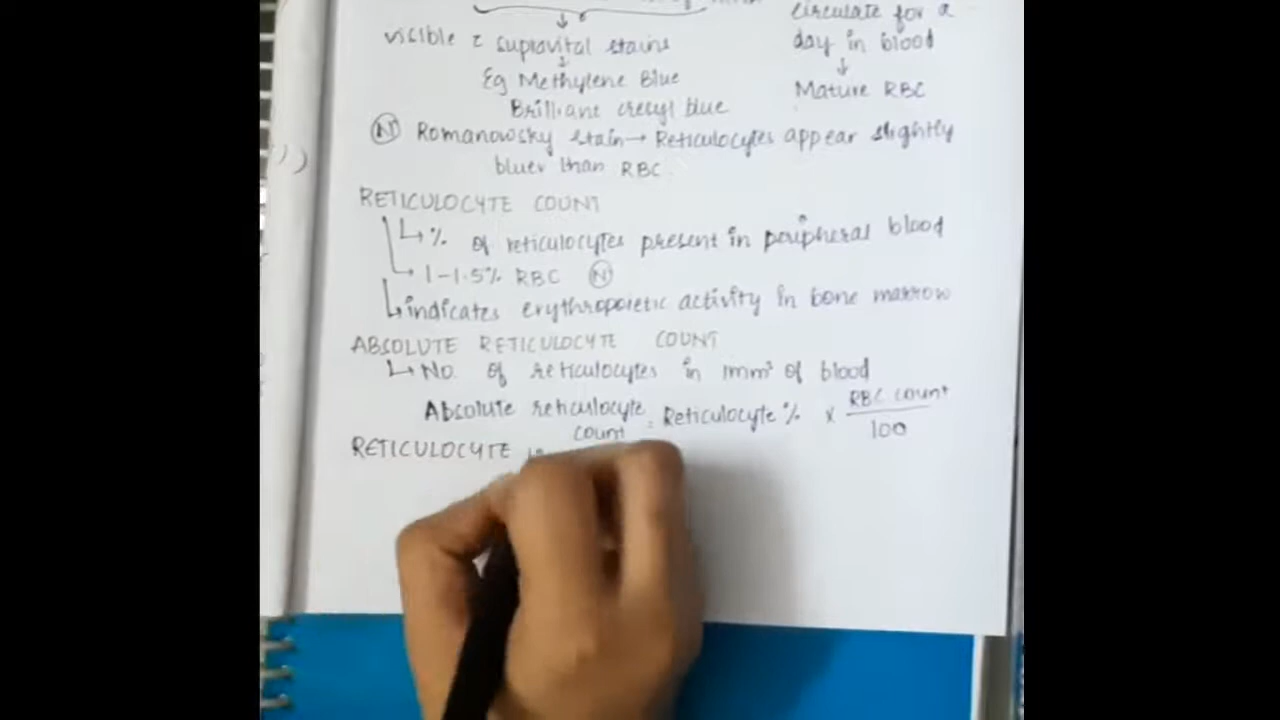 circulate for a
visible c̄ supravital stains
day in blood
Eg Methylene Blue
Mature RBC
Brilliant cresyl blue
(N) Romanowsky stain → Reticulocytes appear slightly
bluer than RBC
RETICULOCYTE COUNT
↳ % of reticulocytes present in peripheral blood
→ 1-1.5% RBC (N)
↳ indicates erythropoietic activity in bone marrow
ABSOLUTE RETICULOCYTE COUNT
↳ No. of reticulocytes in 1mm³ of blood
Absolute reticulocyte count = Reticulocyte % x RBC count / 100
RETICULOCYTE